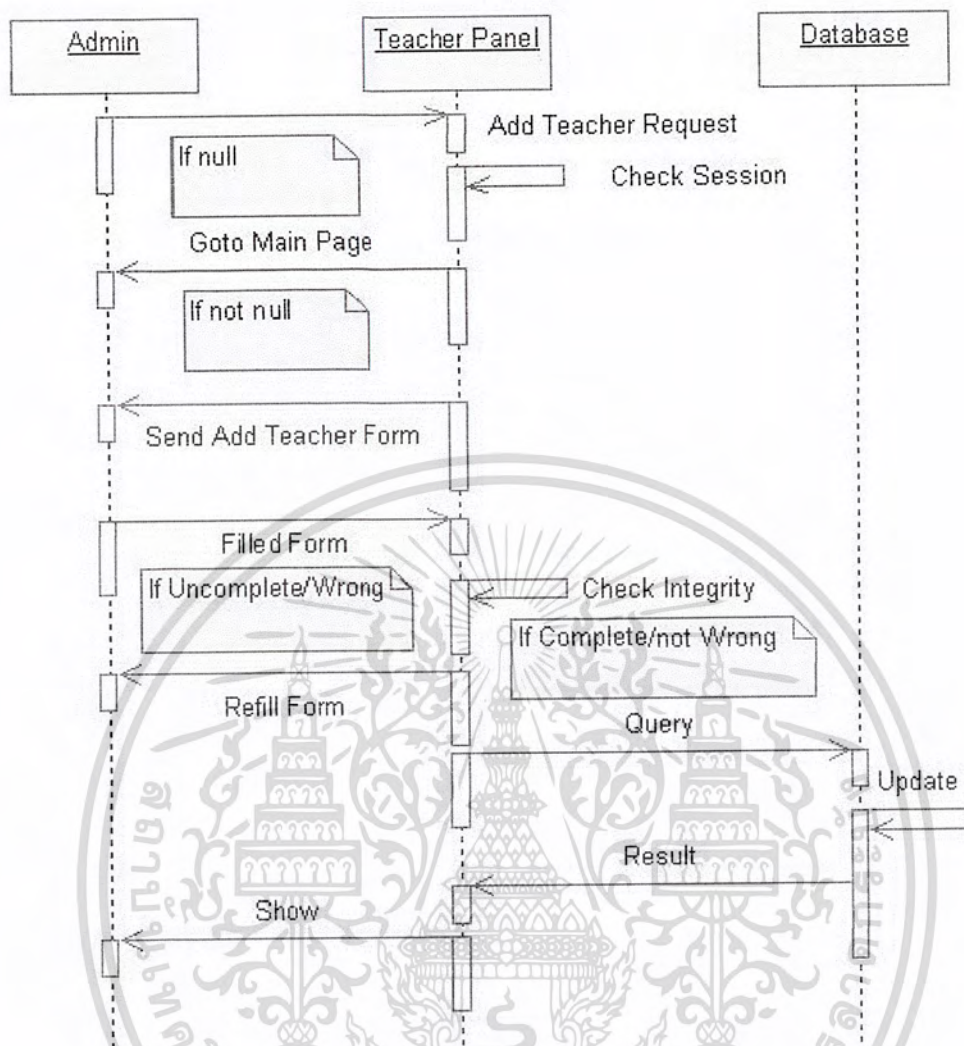 Admin
Teacher Panel
Database
Add Teacher Request
If null
Check Session
Goto Main Page
If not null
Send Add Teacher Form
Filled Form
If Uncomplete/Wrong
Check Integrity
If Complete/not Wrong
Refill Form
Query
Update
Result
Show